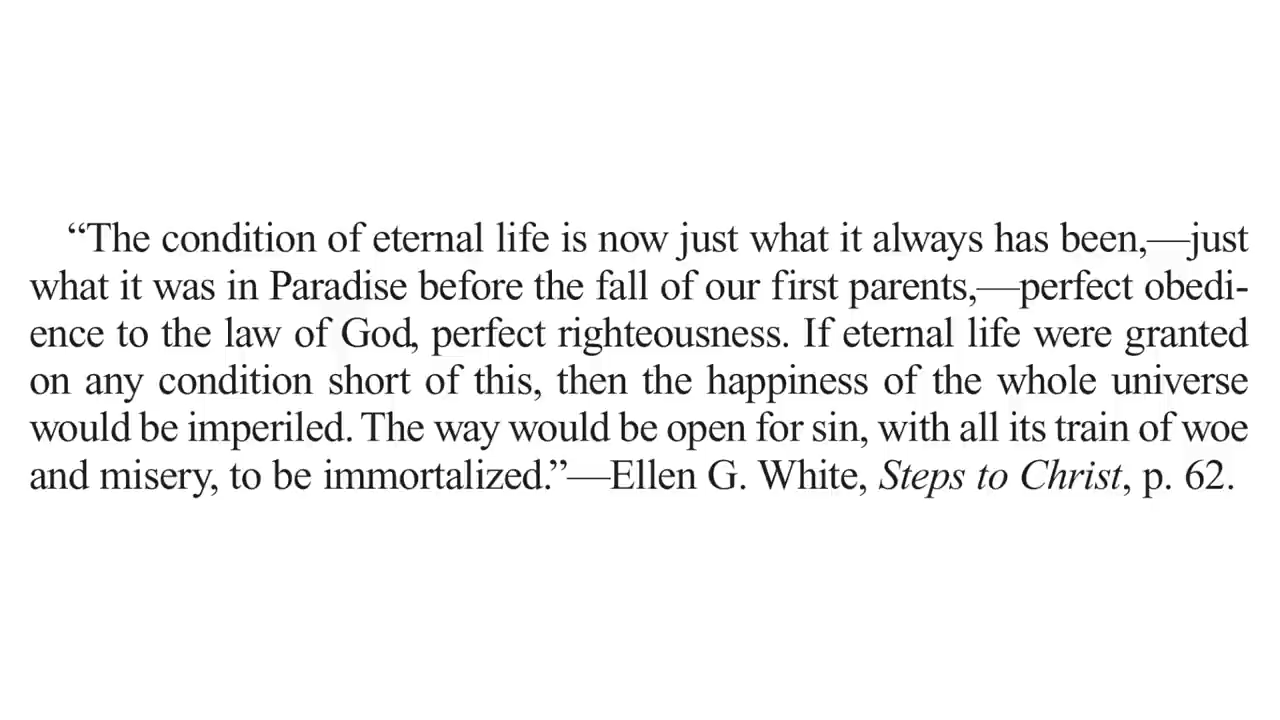 “The condition of eternal life is now just what it always has been,—just
what it was in Paradise before the fall of our first parents,—perfect obedi-
ence to the law of God, perfect righteousness. If eternal life were granted
on any condition short of this, then the happiness of the whole universe
would be imperiled. The way would be open for sin, with all its train of woe
and misery, to be immortalized.”—Ellen G. White, Steps to Christ, p. 62.